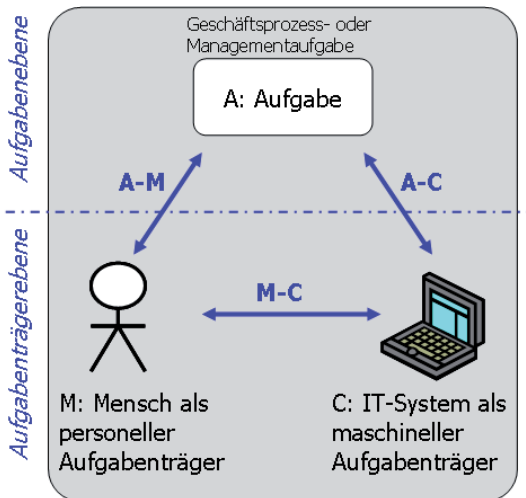 Geschäftsprozess- oder
Managementaufgabe
A: Aufgabe
Aufgabenebene
A-M
A-C
Aufgabenträgerebene
M-C
M: Mensch als
personeller
Aufgabenträger
C: IT-System als
maschineller
Aufgabenträger